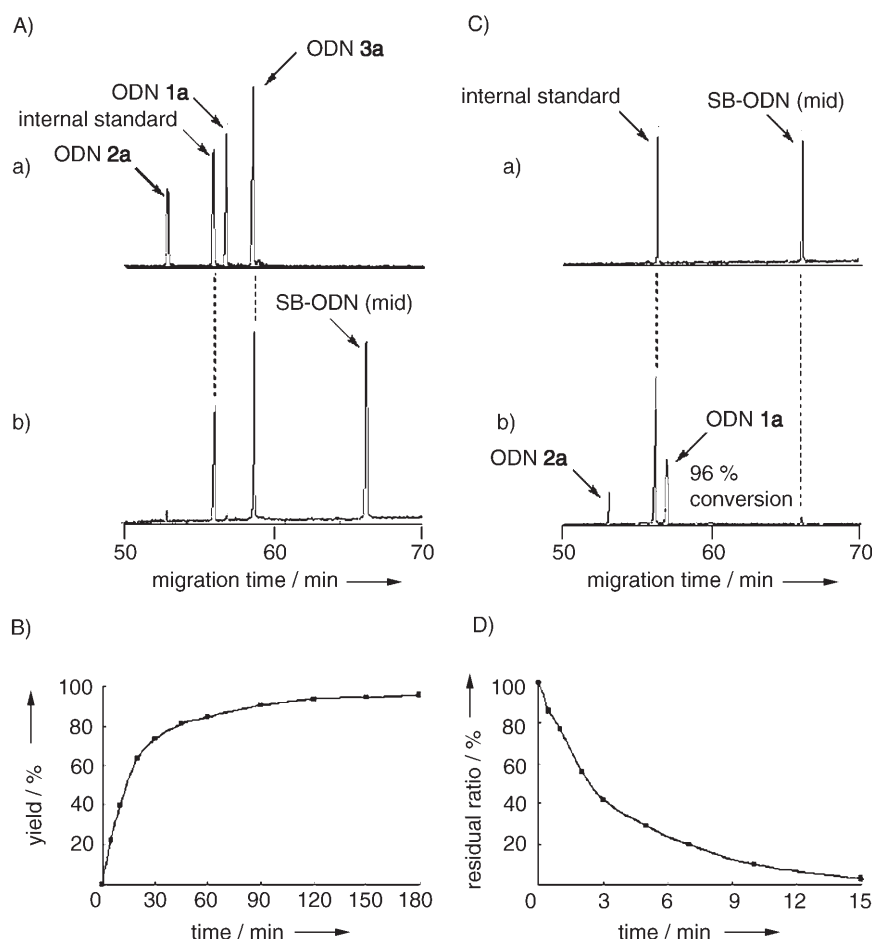 A)
ODN 3a
ODN 1a
internal standard
ODN 2a
a)
SB-ODN (mid)
b)
50 60 70
migration time / min
C)
internal standard
SB-ODN (mid)
a)
b)
ODN 1a
ODN 2a
96 %
conversion
50 60 70
migration time / min
B)
yield / %
100
80
60
40
20
0 30 60 90 120 150 180
time / min
D)
residual ratio / %
100
80
60
40
20
0 3 6 9 12 15
time / min